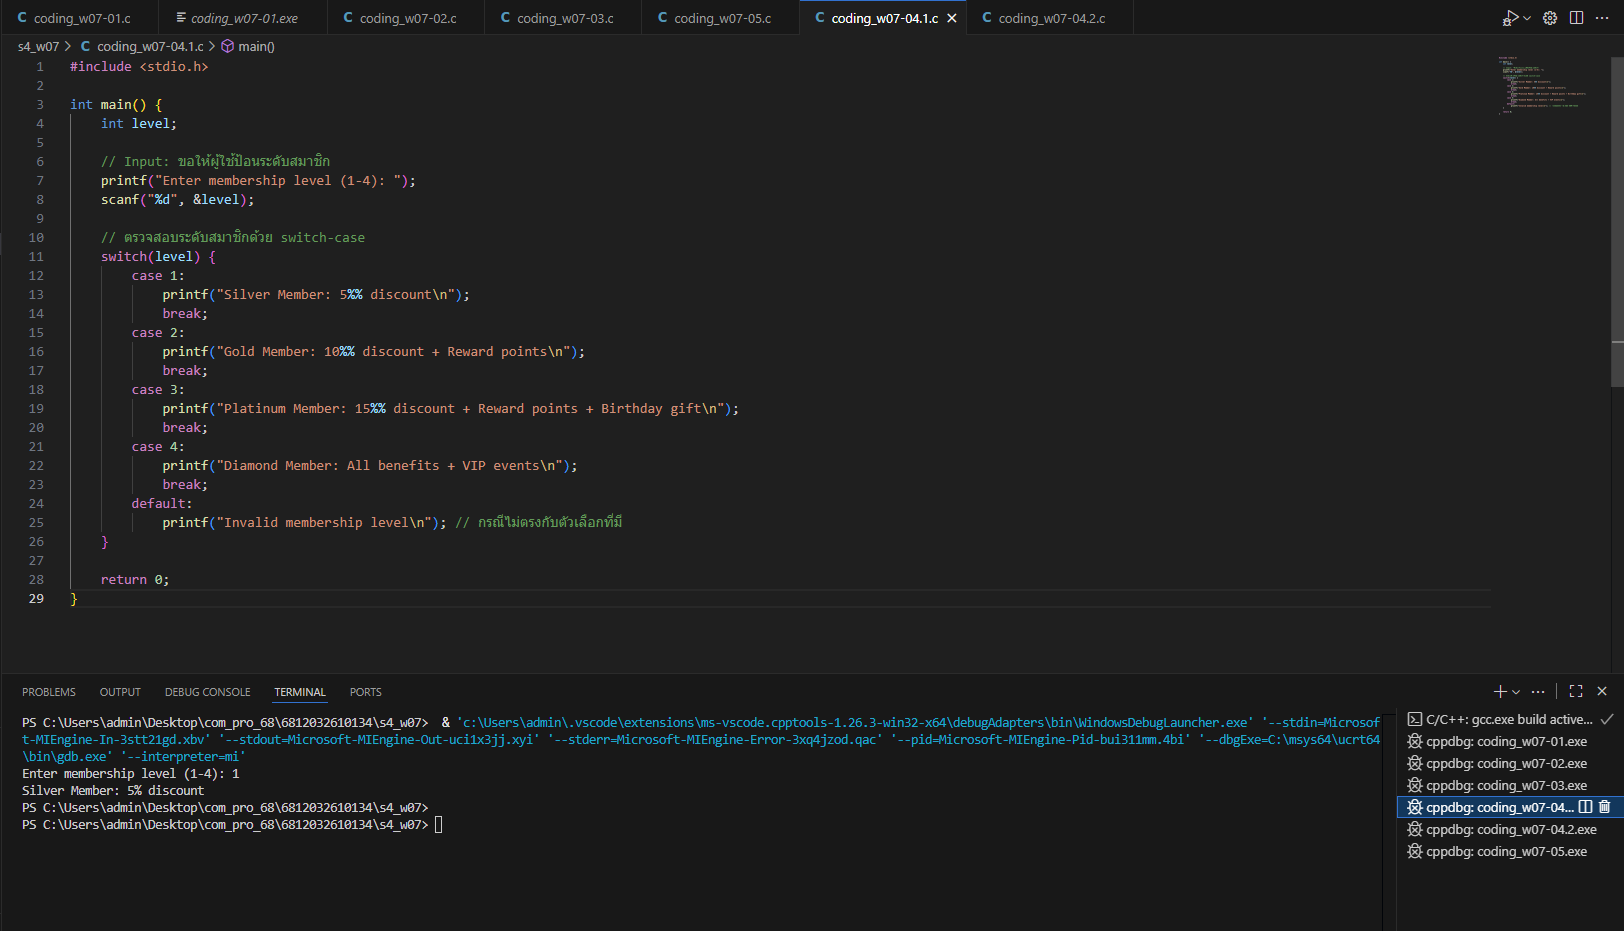 coding_w07-01.c coding_w07-01.exe coding_w07-02.c coding_w07-03.c coding_w07-05.c coding_w07-04.1.c coding_w07-04.2.c
s4_w07 > C coding_w07-04.1.c > main()
1 #include <stdio.h>
2
3 int main() {
4 int level;
5
6 // Input: ขอให้ผู้ใช้ป้อนระดับสมาชิก
7 printf("Enter membership level (1-4): ");
8 scanf("%d", &level);
9
10 // ตรวจสอบระดับสมาชิกด้วย switch-case
11 switch(level) {
12 case 1:
13 printf("Silver Member: 5%% discount\n");
14 break;
15 case 2:
16 printf("Gold Member: 10%% discount + Reward points\n");
17 break;
18 case 3:
19 printf("Platinum Member: 15%% discount + Reward points + Birthday gift\n");
20 break;
21 case 4:
22 printf("Diamond Member: All benefits + VIP events\n");
23 break;
24 default:
25 printf("Invalid membership level\n"); // กรณีไม่ตรงกับตัวเลือกที่มี
26 }
27
28 return 0;
29 }
PROBLEMS OUTPUT DEBUG CONSOLE TERMINAL PORTS
PS C:\Users\admin\Desktop\com_pro_68\6812032610134\s4_w07> & 'c:\Users\admin\.vscode\extensions\ms-vscode.cpptools-1.26.3-win32-x64\debugAdapters\bin\WindowsDebugLauncher.exe' '--stdin=Microsof
t-MIEngine-In-3stt21gd.xbv' '--stdout=Microsoft-MIEngine-Out-uci1x3jj.xyi' '--stderr=Microsoft-MIEngine-Error-3xq4jzod.qac' '--pid=Microsoft-MIEngine-Pid-bui311mm.4bi' '--dbgExe=C:\msys64\ucrt64
\bin\gdb.exe' '--interpreter=mi'
Enter membership level (1-4): 1
Silver Member: 5% discount
PS C:\Users\admin\Desktop\com_pro_68\6812032610134\s4_w07>
PS C:\Users\admin\Desktop\com_pro_68\6812032610134\s4_w07>
C/C++: gcc.exe build active...
cppdbg: coding_w07-01.exe
cppdbg: coding_w07-02.exe
cppdbg: coding_w07-03.exe
cppdbg: coding_w07-04...
cppdbg: coding_w07-04.2.exe
cppdbg: coding_w07-05.exe